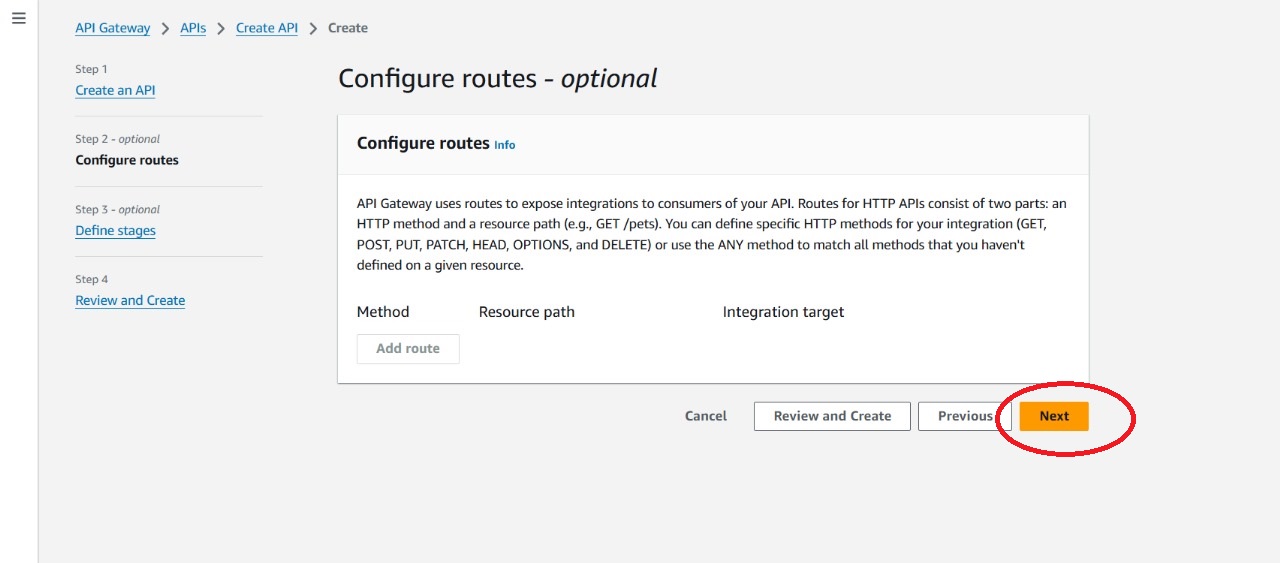 API Gateway > APIs > Create API > Create
Step 1
Create an API
Step 2 - optional
Configure routes
Step 3 - optional
Define stages
Step 4
Review and Create
Configure routes - optional
Configure routes Info
API Gateway uses routes to expose integrations to consumers of your API. Routes for HTTP APIs consist of two parts: an
HTTP method and a resource path (e.g., GET /pets). You can define specific HTTP methods for your integration (GET,
POST, PUT, PATCH, HEAD, OPTIONS, and DELETE) or use the ANY method to match all methods that you haven't
defined on a given resource.
Method Resource path Integration target
Add route
Cancel Review and Create Previous Next